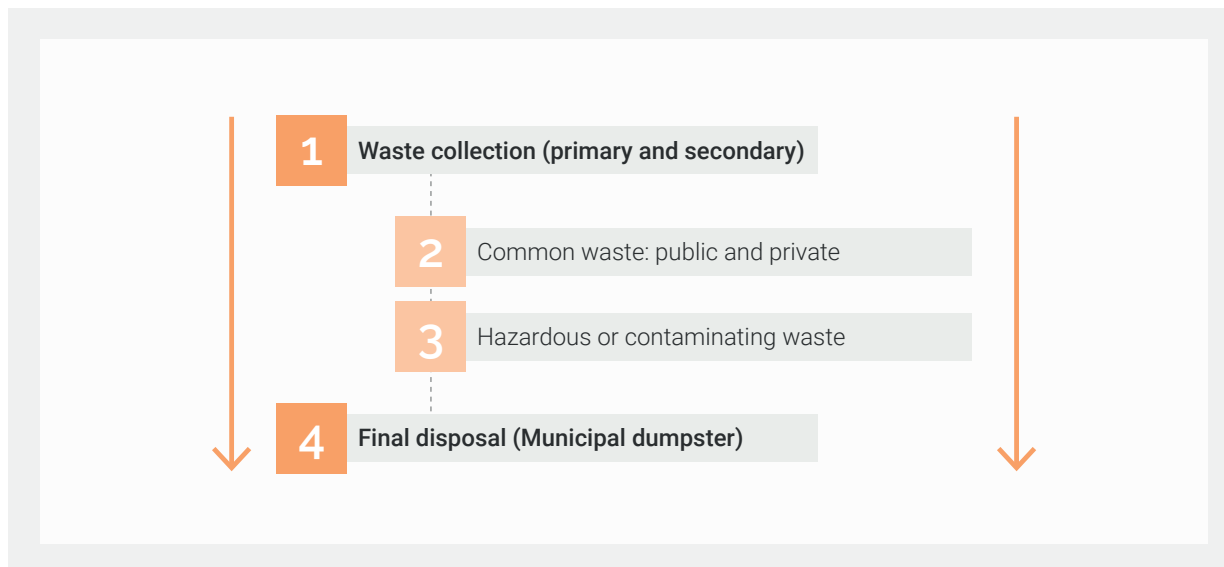 1
Waste collection (primary and secondary)
2
Common waste: public and private
3
Hazardous or contaminating waste
4
Final disposal (Municipal dumpster)